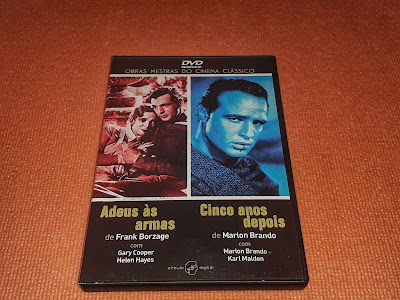 DVD
OBRAS MESTRAS DO CINEMA CLÁSSICO
Adeus às
armas
de Frank Borzage
com
Gary Cooper
Helen Hayes
Cinco anos
depois
de Marlon Brando
com
Marlon Brando
Karl Malden
digital